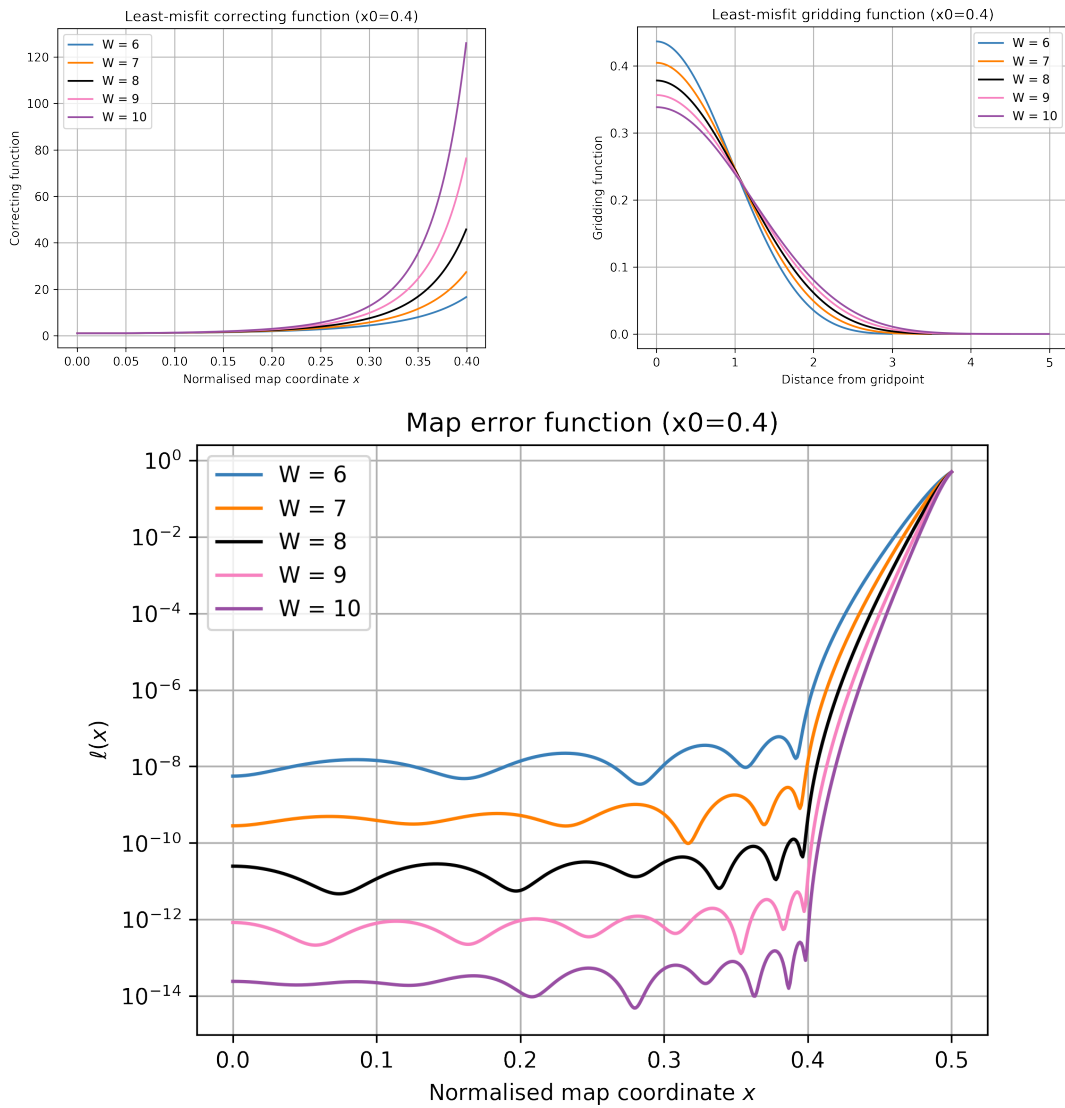 Least-misfit correcting function (x0=0.4)
W = 6
W = 7
W = 8
W = 9
W = 10
120
100
80
60
40
20
0
Correcting function
0.00 0.05 0.10 0.15 0.20 0.25 0.30 0.35 0.40
Normalised map coordinate x
Least-misfit gridding function (x0=0.4)
W = 6
W = 7
W = 8
W = 9
W = 10
0.4
0.3
0.2
0.1
0.0
Gridding function
0 1 2 3 4 5
Distance from gridpoint
Map error function (x0=0.4)
W = 6
W = 7
W = 8
W = 9
W = 10
10⁰
10⁻²
10⁻⁴
10⁻⁶
10⁻⁸
10⁻¹⁰
10⁻¹²
10⁻¹⁴
ℓ(x)
0.0 0.1 0.2 0.3 0.4 0.5
Normalised map coordinate x